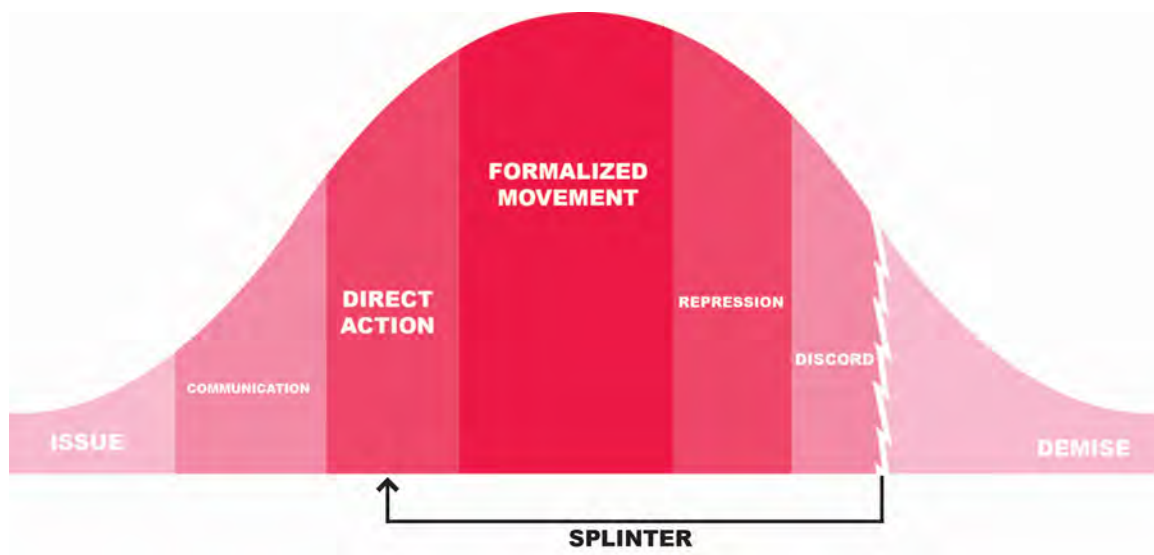 ISSUE
COMMUNICATION
DIRECT
ACTION
FORMALIZED
MOVEMENT
REPRESSION
DISCORD
DEMISE
SPLINTER